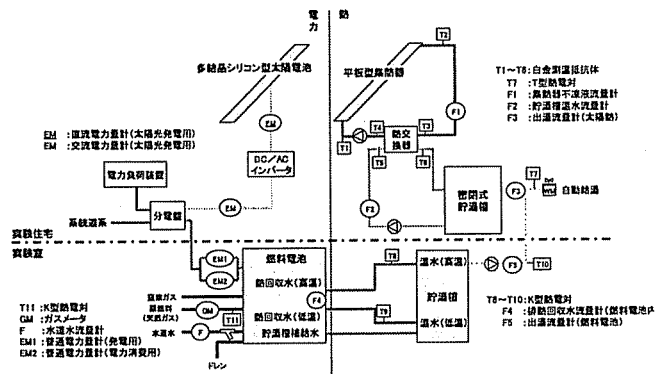 電力
熱
多結晶シリコン型太陽電池
平板型集熱器
T2
T1～T6：白金測温抵抗体
T7：T型熱電対
F1：集熱器不凍液流量計
F2：貯湯槽温水流量計
F3：出湯流量計(太陽熱)
EM
F1
EM：直流電力量計(太陽光発電用)
EM：交流電力量計(太陽光発電用)
T1
T4
熱交換器
T3
T5
T6
DC／AC
インバータ
電力負荷装置
EM
分電盤
系統連系
F2
密閉式
貯湯槽
F3
T7
自動給湯
実験住宅
実験室
EM1
EM2
燃料電池
熱回収水(高温)
T8
温水(高温)
F5
T10
T8～T10：K型熱電対
F4：排熱回収水流量計(燃料電池内
F5：出湯流量計(燃料電池)
T11：K型熱電対
GM：ガスメータ
F：水道水流量計
EM1：普通電力量計(発電用)
EM2：普通電力量計(電力消費用)
窒素ガス
原燃料
(天然ガス)
GM
F4
貯湯槽
T11
熱回収水(低温)
T9
温水(低温)
水道水
F
貯湯槽補給水
ドレン